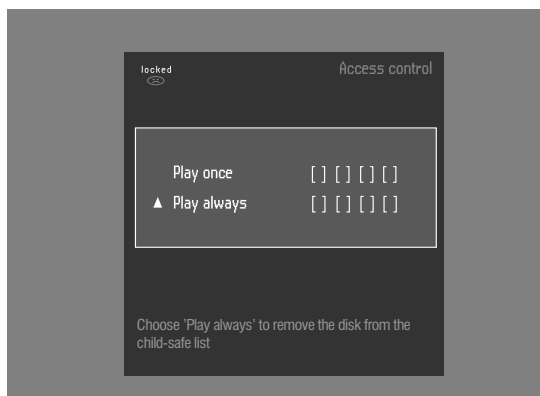 locked
Access control
Play once [ ] [ ] [ ] [ ]
▲ Play always [ ] [ ] [ ] [ ]
Choose 'Play always' to remove the disk from the
child-safe list